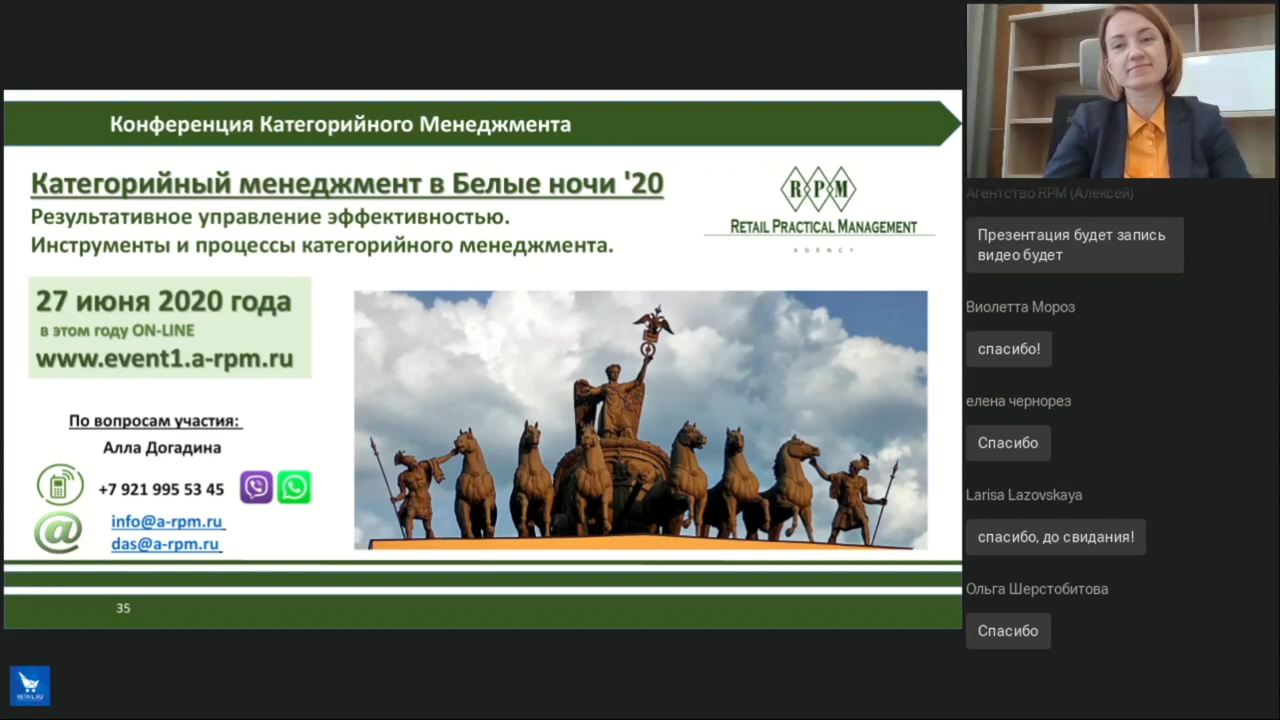 Конференция Категорийного Менеджмента
Категорийный менеджмент в Белые ночи '20
Результативное управление эффективностью.
Инструменты и процессы категорийного менеджмента.
RPM
RETAIL PRACTICAL MANAGEMENT
AGENCY
27 июня 2020 года
в этом году ON-LINE
www.event1.a-rpm.ru
По вопросам участия:
Алла Догадина
+7 921 995 53 45
info@a-rpm.ru
das@a-rpm.ru
35
RETAIL.RU
Агентство RPM (Алексей)
Презентация будет запись
видео будет
Виолетта Мороз
спасибо!
елена чернорез
Спасибо
Larisa Lazovskaya
спасибо, до свидания!
Ольга Шерстобитова
Спасибо